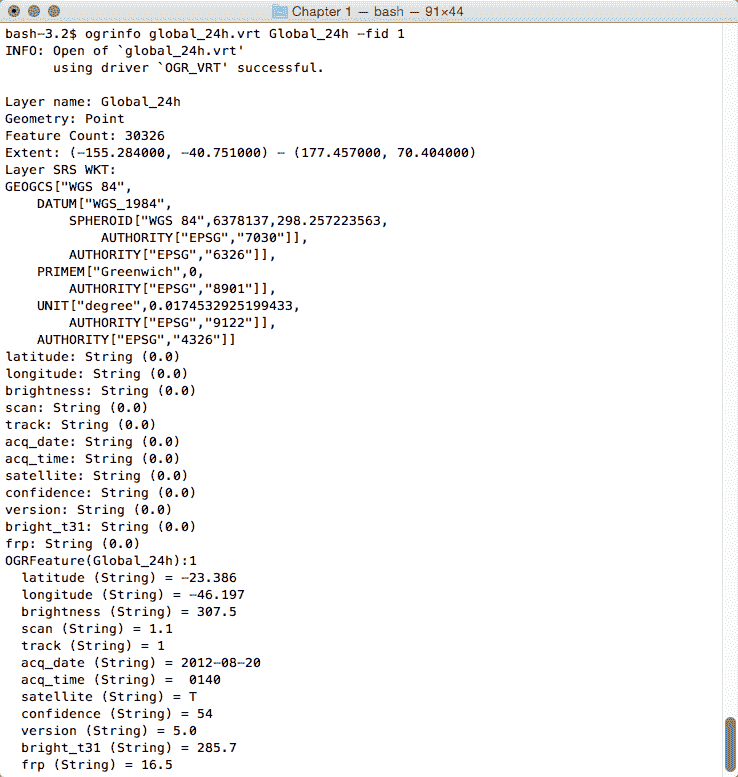 Chapter 1 — bash — 91×44
bash-3.2$ ogrinfo global_24h.vrt Global_24h -fid 1
INFO: Open of `global_24h.vrt'
      using driver `OGR_VRT' successful.

Layer name: Global_24h
Geometry: Point
Feature Count: 30326
Extent: (-155.284000, -40.751000) - (177.457000, 70.404000)
Layer SRS WKT:
GEOGCS["WGS 84",
    DATUM["WGS_1984",
        SPHEROID["WGS 84",6378137,298.257223563,
            AUTHORITY["EPSG","7030"]],
        AUTHORITY["EPSG","6326"]],
    PRIMEM["Greenwich",0,
        AUTHORITY["EPSG","8901"]],
    UNIT["degree",0.0174532925199433,
        AUTHORITY["EPSG","9122"]],
    AUTHORITY["EPSG","4326"]]
latitude: String (0.0)
longitude: String (0.0)
brightness: String (0.0)
scan: String (0.0)
track: String (0.0)
acq_date: String (0.0)
acq_time: String (0.0)
satellite: String (0.0)
confidence: String (0.0)
version: String (0.0)
bright_t31: String (0.0)
frp: String (0.0)
OGRFeature(Global_24h):1
  latitude (String) = -23.386
  longitude (String) = -46.197
  brightness (String) = 307.5
  scan (String) = 1.1
  track (String) = 1
  acq_date (String) = 2012-08-20
  acq_time (String) =  0140
  satellite (String) = T
  confidence (String) = 54
  version (String) = 5.0
  bright_t31 (String) = 285.7
  frp (String) = 16.5